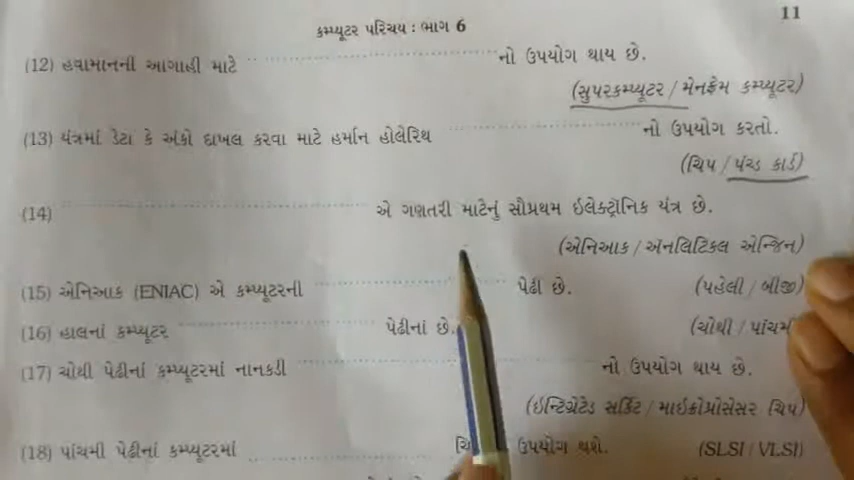 11
કમ્પ્યૂટર પરિચય : ભાગ 6
(12) હવામાનની આગાહી માટે ........ નો ઉપયોગ થાય છે.
(સુપરકમ્પ્યૂટર / મેનફ્રેમ કમ્પ્યૂટર)
(13) યંત્રમાં ડેટા કે અંકો દાખલ કરવા માટે હર્માન હોલેરિથ ........ નો ઉપયોગ કરતો.
(ચિપ / પંચ્ડ કાર્ડ)
(14) ........ એ ગણતરી માટેનું સૌપ્રથમ ઇલેક્ટ્રૉનિક યંત્ર છે.
(એનિઆક / ઍનલિટિકલ એન્જિન)
(15) એનિઆક (ENIAC) એ કમ્પ્યૂટરની ........ પેઢી છે. (પહેલી / બીજી)
(16) હાલનાં કમ્પ્યૂટર ........ પેઢીનાં છે. (ચોથી /
(17) ચોથી પેઢીનાં કમ્પ્યૂટરમાં નાનકડી ........ નો ઉપયોગ થાય છે.
(ઇન્ટિગ્રેટેડ સર્કિટ / માઇક્રોપ્રોસેસર ચિપ)
(18) પાંચમી પેઢીનાં કમ્પ્યૂટરમાં ........ ઉપયોગ થશે. (SLSI / VLSI)